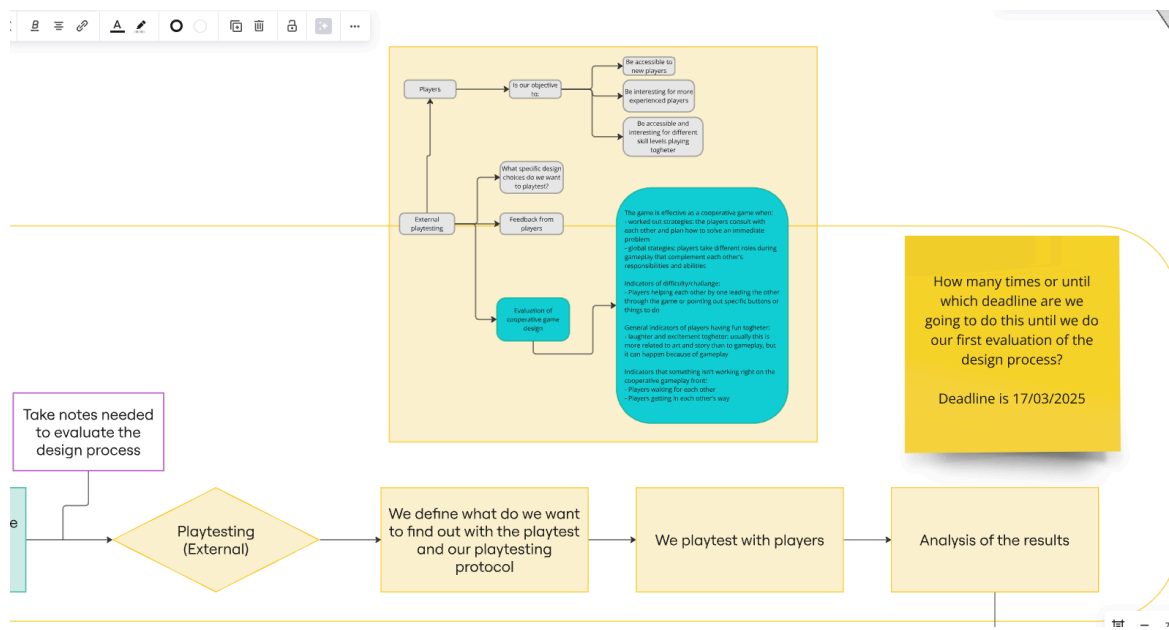 B
A
Players
Is our objective
to:
Be accessible to
new players
Be interesting for more
experienced players
Be accessible and
interesting for different
skill levels playing
togheter
What specific design
choices do we want
to playtest?
External
playtesting
Feedback from
players
Evaluation of
cooperative game
design
The game is effective as a cooperative game when:
- worked out strategies: the players consult with
each other and plan how to solve an immediate
problem
- global stategies: players take different roles during
gameplay that complement each other's
responsibilities and abilities
Indicators of difficulty/challange:
- Players helping each other by one leading the other
through the game or pointing out specific buttons or
things to do
General indicators of players having fun togheter:
- laughter and excitement togheter: usually this is
more related to art and story than to gameplay, but
it can happen because of gameplay
Indicators that something isn't working right on the
cooperative gameplay front:
- Players waiting for each other
- Players getting in each other's way
How many times or until
which deadline are we
going to do this until we do
our first evaluation of the
design process?
Deadline is 17/03/2025
Take notes needed
to evaluate the
design process
e
Playtesting
(External)
We define what do we want
to find out with the playtest
and our playtesting
protocol
We playtest with players
Analysis of the results